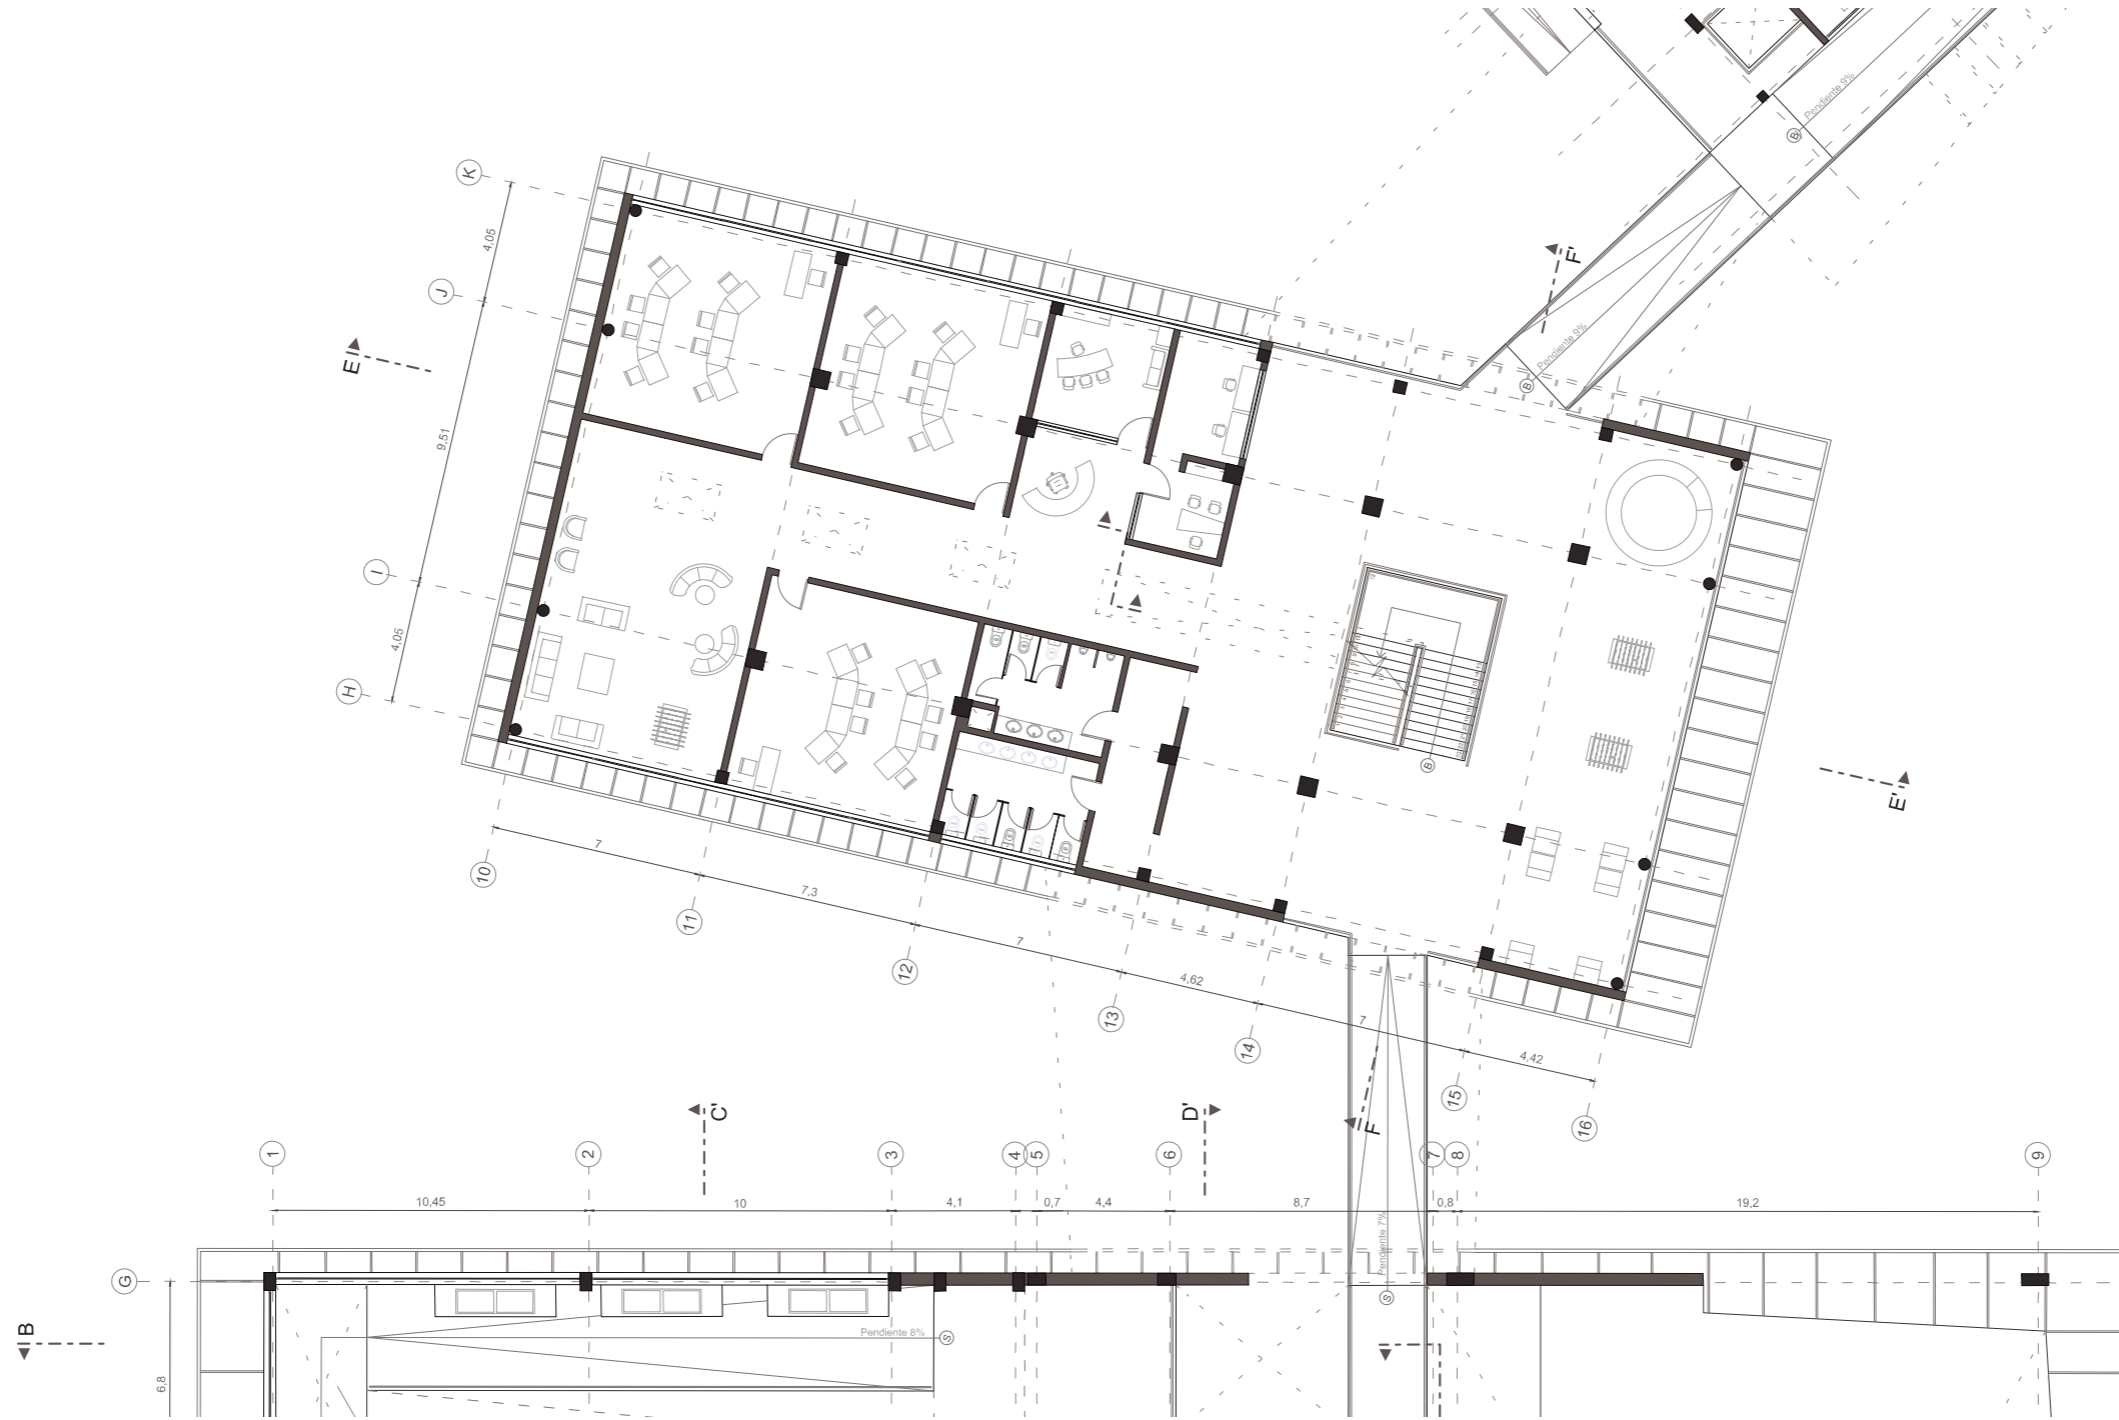 Pendiente 9%
B
K
4,05
F'
J
Pendiente 9%
B
E
9,51
I
4,05
H
B
E'
7
10
7,3
11
7
12
4,62
13
14
7
4,42
15
16
C'
D'
F
1
2
3
4
5
6
7
8
9
10,45
10
4,1
0,7
4,4
8,7
0,8
19,2
Pendiente 7%
G
S
B
Pendiente 8%
S
6,8